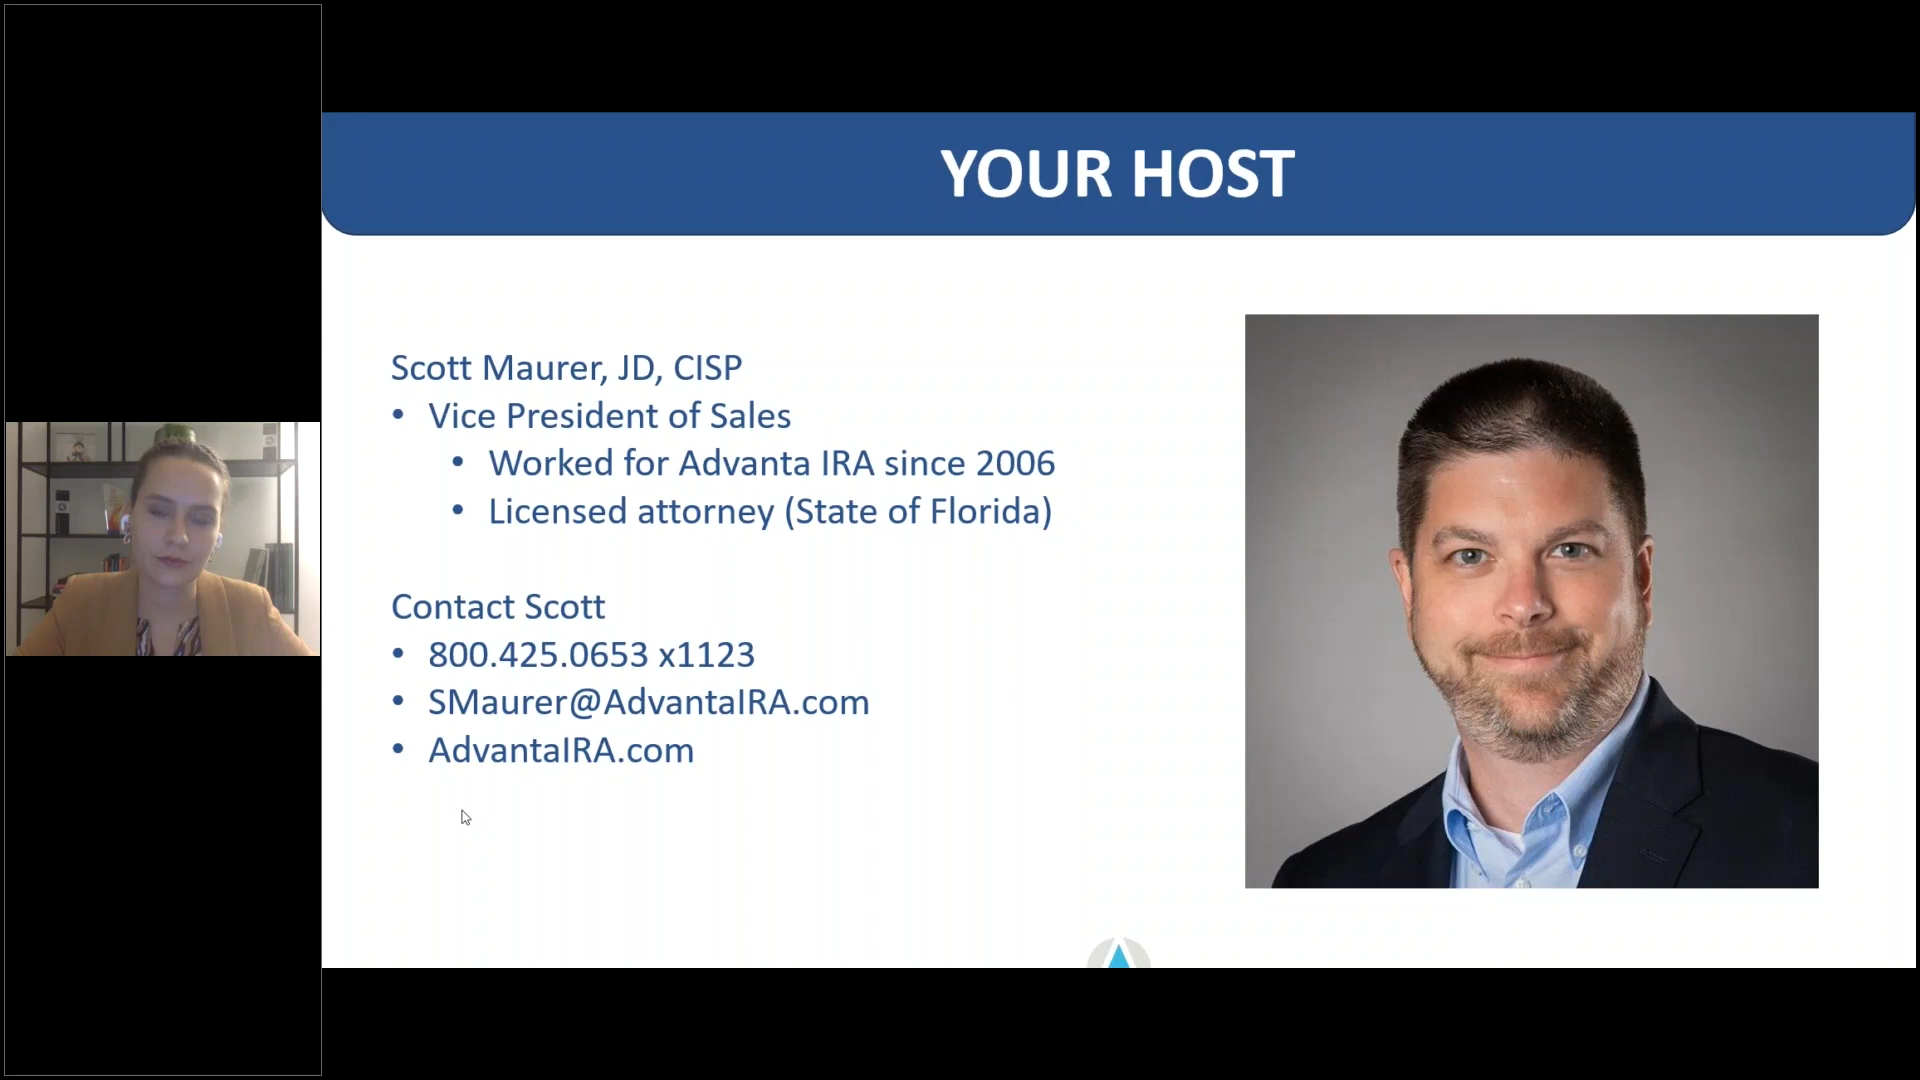 YOUR HOST
Scott Maurer, JD, CISP
• Vice President of Sales
• Worked for Advanta IRA since 2006
• Licensed attorney (State of Florida)
Contact Scott
• 800.425.0653 x1123
• SMaurer@AdvantaIRA.com
• AdvantaIRA.com